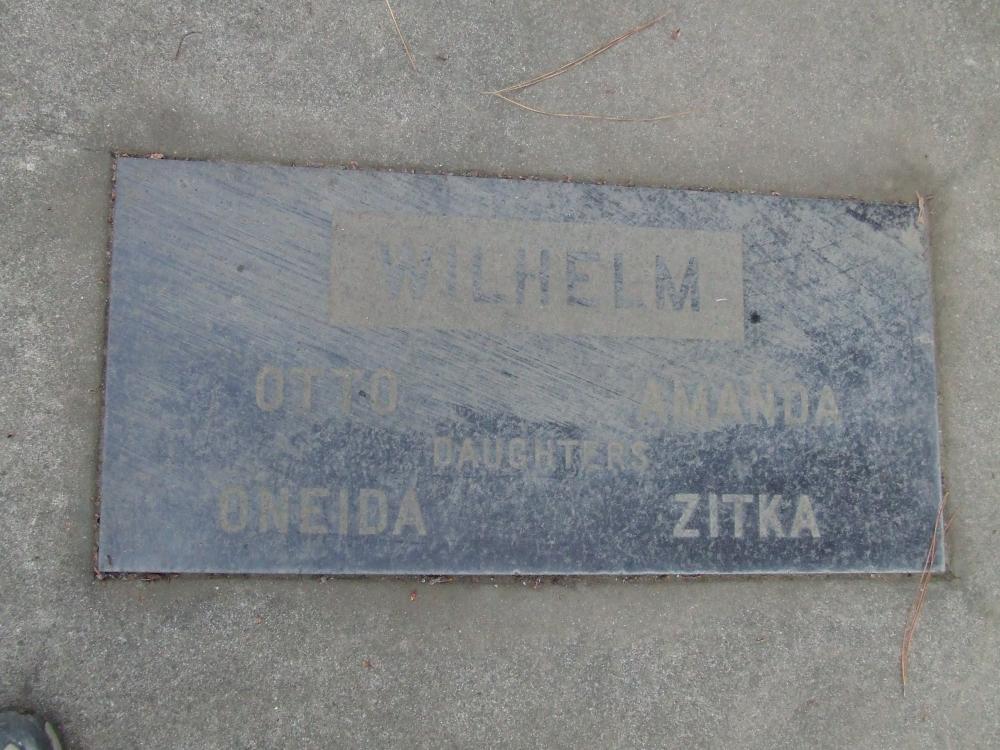 WILHELM
OTTO AMANDA
DAUGHTERS
ONEIDA ZITKA